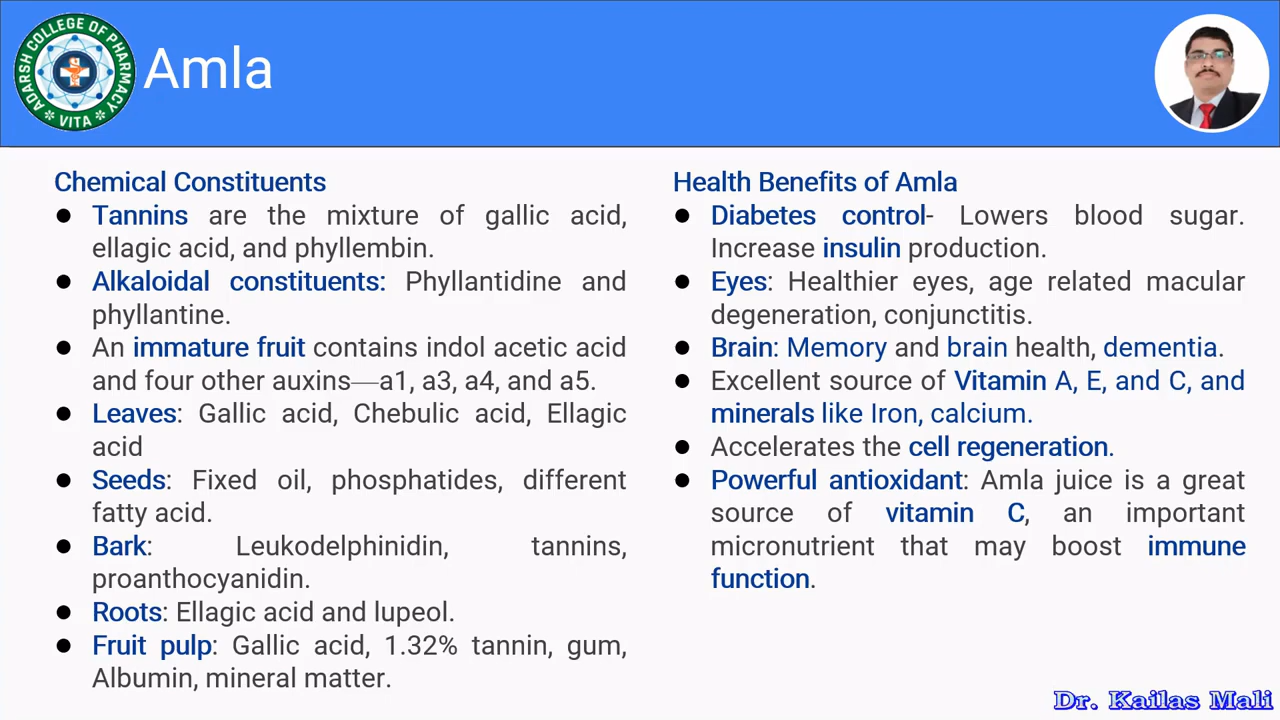 ADARSH COLLEGE OF PHARMACY
VITA
Amla
Chemical Constituents
● Tannins are the mixture of gallic acid,
ellagic acid, and phyllembin.
● Alkaloidal constituents: Phyllantidine and
phyllantine.
● An immature fruit contains indol acetic acid
and four other auxins—a1, a3, a4, and a5.
● Leaves: Gallic acid, Chebulic acid, Ellagic
acid
● Seeds: Fixed oil, phosphatides, different
fatty acid.
● Bark: Leukodelphinidin, tannins,
proanthocyanidin.
● Roots: Ellagic acid and lupeol.
● Fruit pulp: Gallic acid, 1.32% tannin, gum,
Albumin, mineral matter.
Health Benefits of Amla
● Diabetes control- Lowers blood sugar.
Increase insulin production.
● Eyes: Healthier eyes, age related macular
degeneration, conjunctitis.
● Brain: Memory and brain health, dementia.
● Excellent source of Vitamin A, E, and C, and
minerals like Iron, calcium.
● Accelerates the cell regeneration.
● Powerful antioxidant: Amla juice is a great
source of vitamin C, an important
micronutrient that may boost immune
function.
Dr. Kailas Mali